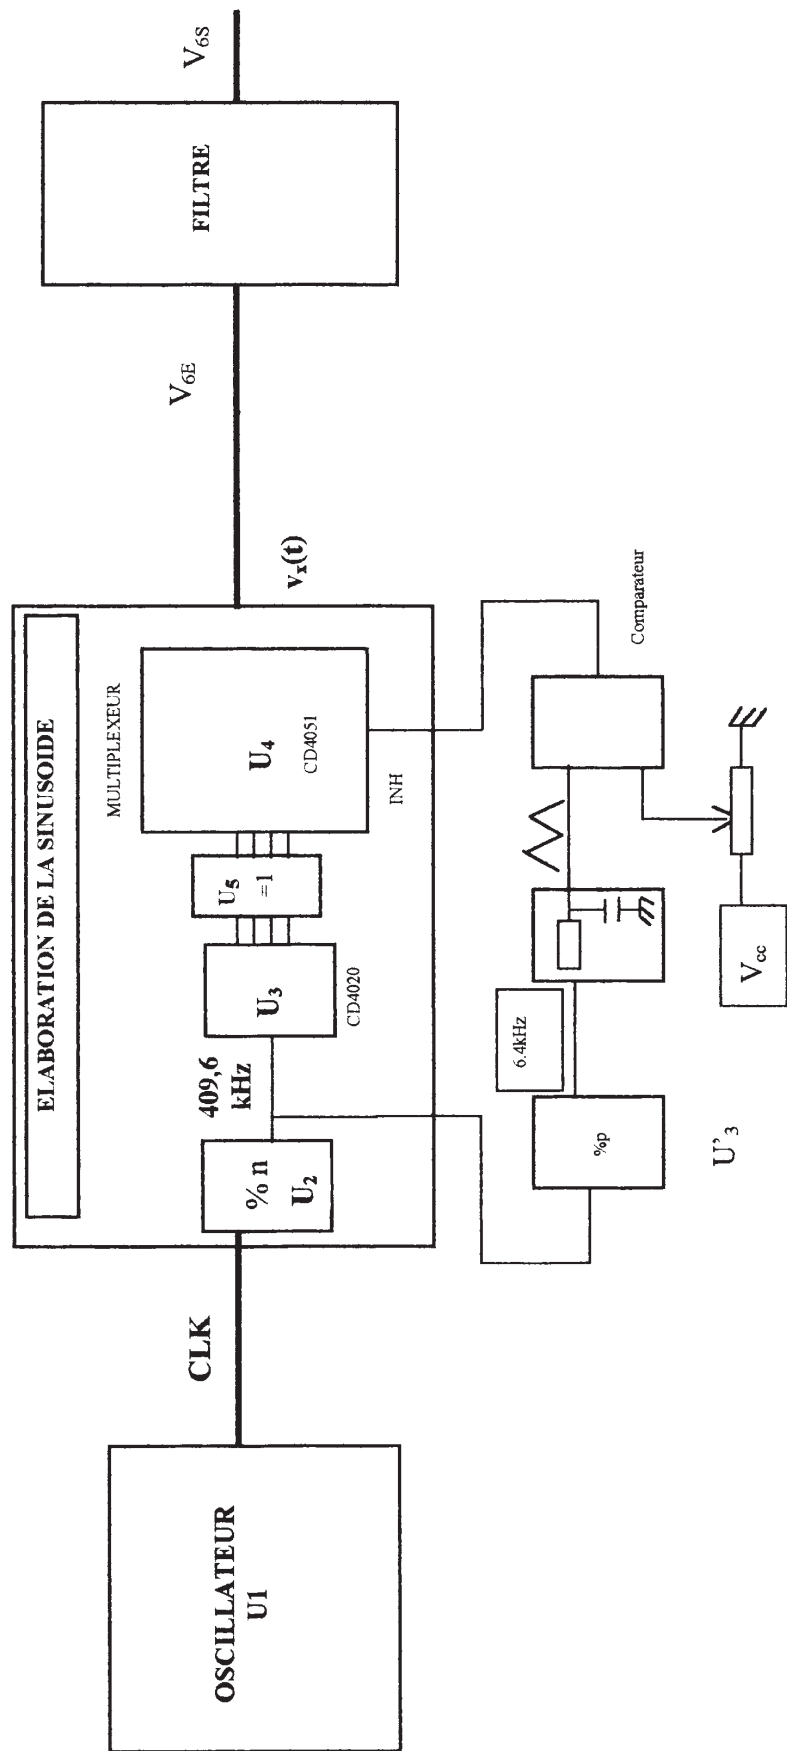 OSCILLATEUR
U1
CLK
ELABORATION DE LA SINUSOIDE
% n
U2
409,6
kHz
U3
CD4020
U5
=1
MULTIPLEXEUR
U4
CD4051
INH
v1(t)
V6E
FILTRE
V6S
%p
U'3
6.4kHz
Comparateur
Vcc